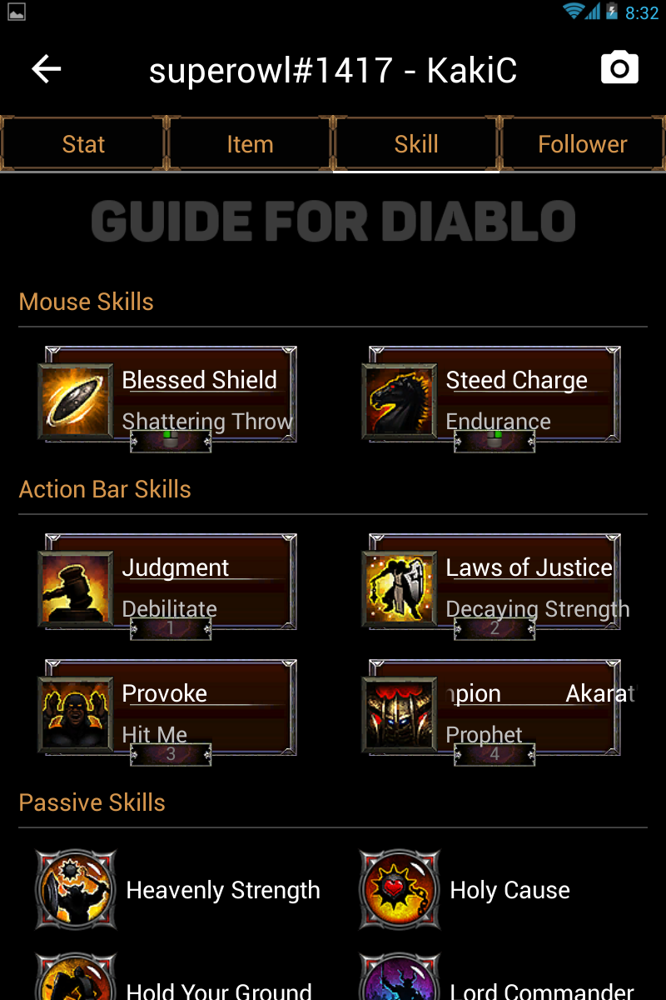 8:32
superowl#1417 - KakiC
Stat Item Skill Follower
GUIDE FOR DIABLO
Mouse Skills
Blessed Shield Steed Charge
Shattering Throw Endurance
Action Bar Skills
Judgment Laws of Justice
Debilitate Decaying Strength
1 2
Provoke pion Akarat
Hit Me Prophet
3 4
Passive Skills
Heavenly Strength Holy Cause
Hold Your Ground Lord Commander